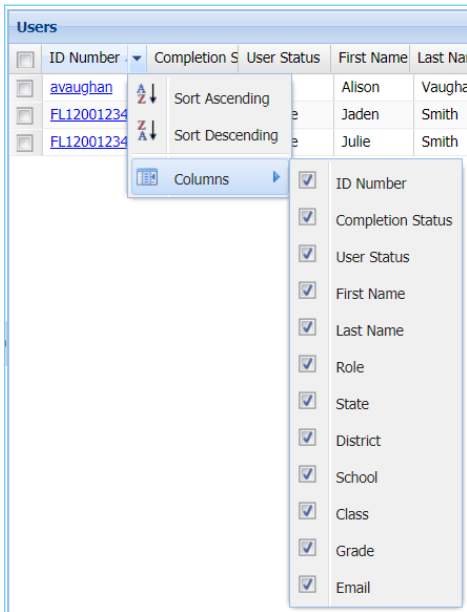 Users
ID Number Completion S User Status First Name Last Na
avaughan Alison Vaugha
FL12001234 e Jaden Smith
FL12001234 e Julie Smith
Sort Ascending
Sort Descending
Columns
ID Number
Completion Status
User Status
First Name
Last Name
Role
State
District
School
Class
Grade
Email